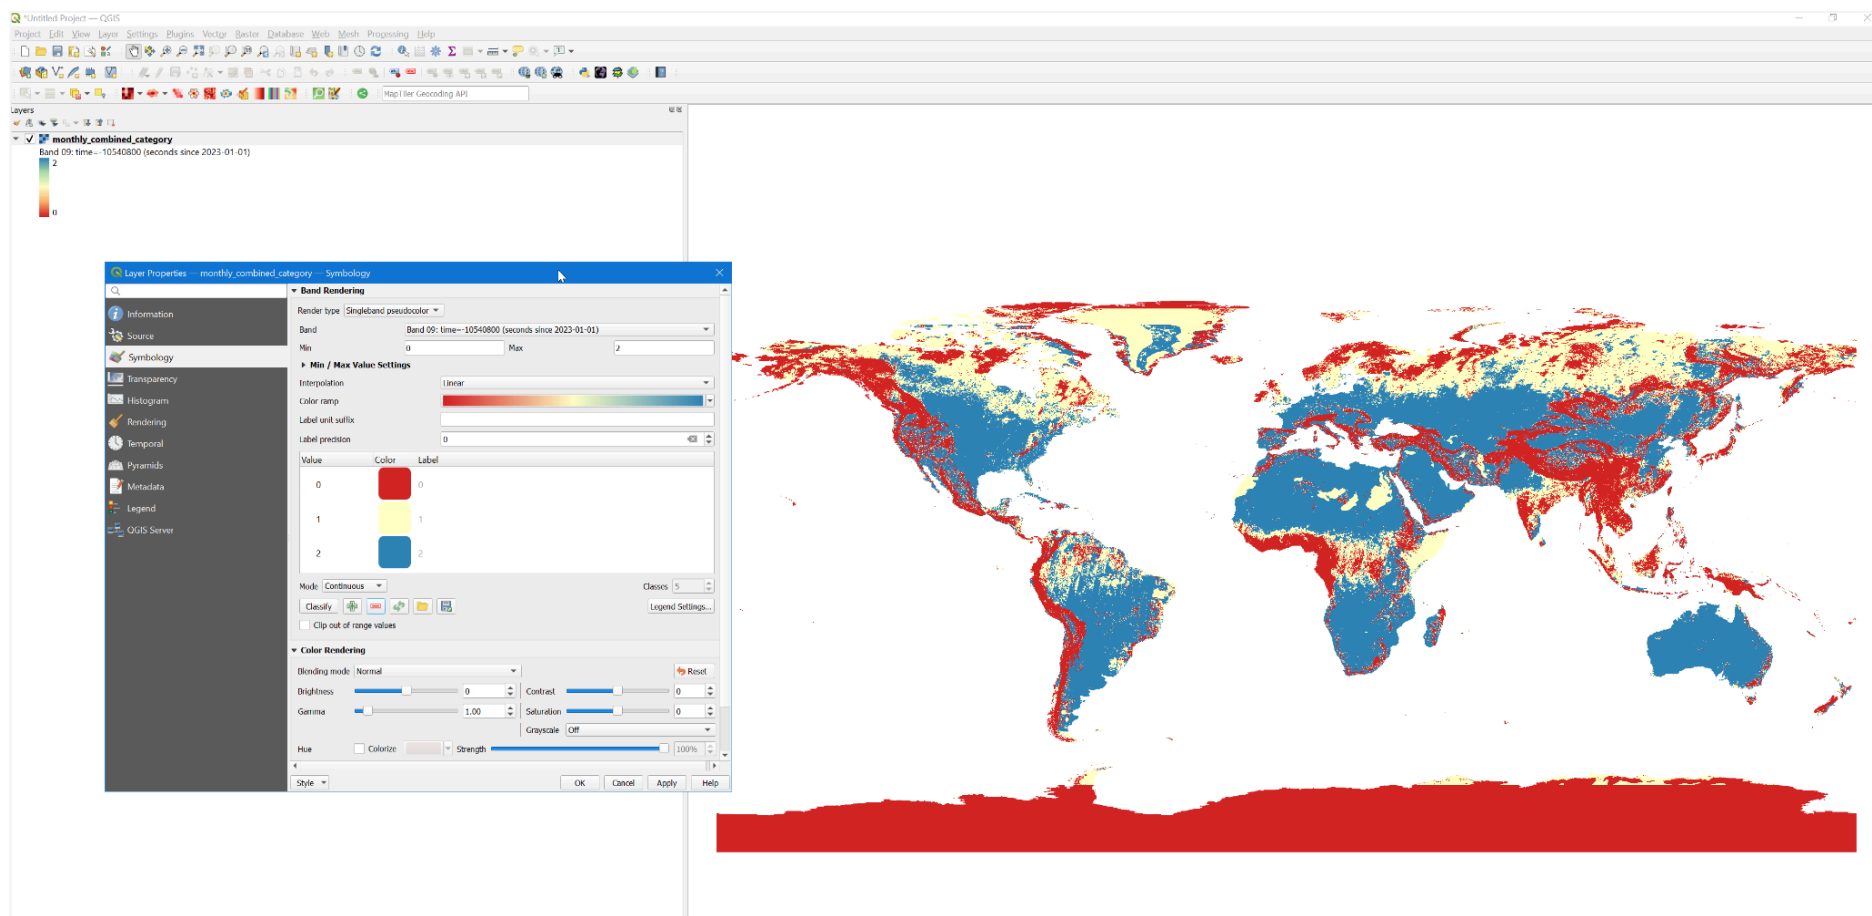 *Untitled Project — QGIS
Project Edit View Layer Settings Plugins Vector Raster Database Web Mesh Processing Help
MapTiler Geocoding API
Layers
monthly_combined_category
Band 09: time=-10540800 (seconds since 2023-01-01)
2
0
Layer Properties — monthly_combined_category — Symbology
Information
Source
Symbology
Transparency
Histogram
Rendering
Temporal
Pyramids
Metadata
Legend
QGIS Server
Band Rendering
Render type Singleband pseudocolor
Band Band 09: time=-10540800 (seconds since 2023-01-01)
Min 0 Max 2
Min / Max Value Settings
Interpolation Linear
Color ramp
Label unit suffix
Label precision 0
Value Color Label
0 0
1 1
2 2
Mode Continuous Classes 5
Classify Legend Settings...
Clip out of range values
Color Rendering
Blending mode Normal Reset
Brightness 0 Contrast 0
Gamma 1.00 Saturation 0
Grayscale Off
Hue Colorize Strength 100%
Style OK Cancel Apply Help